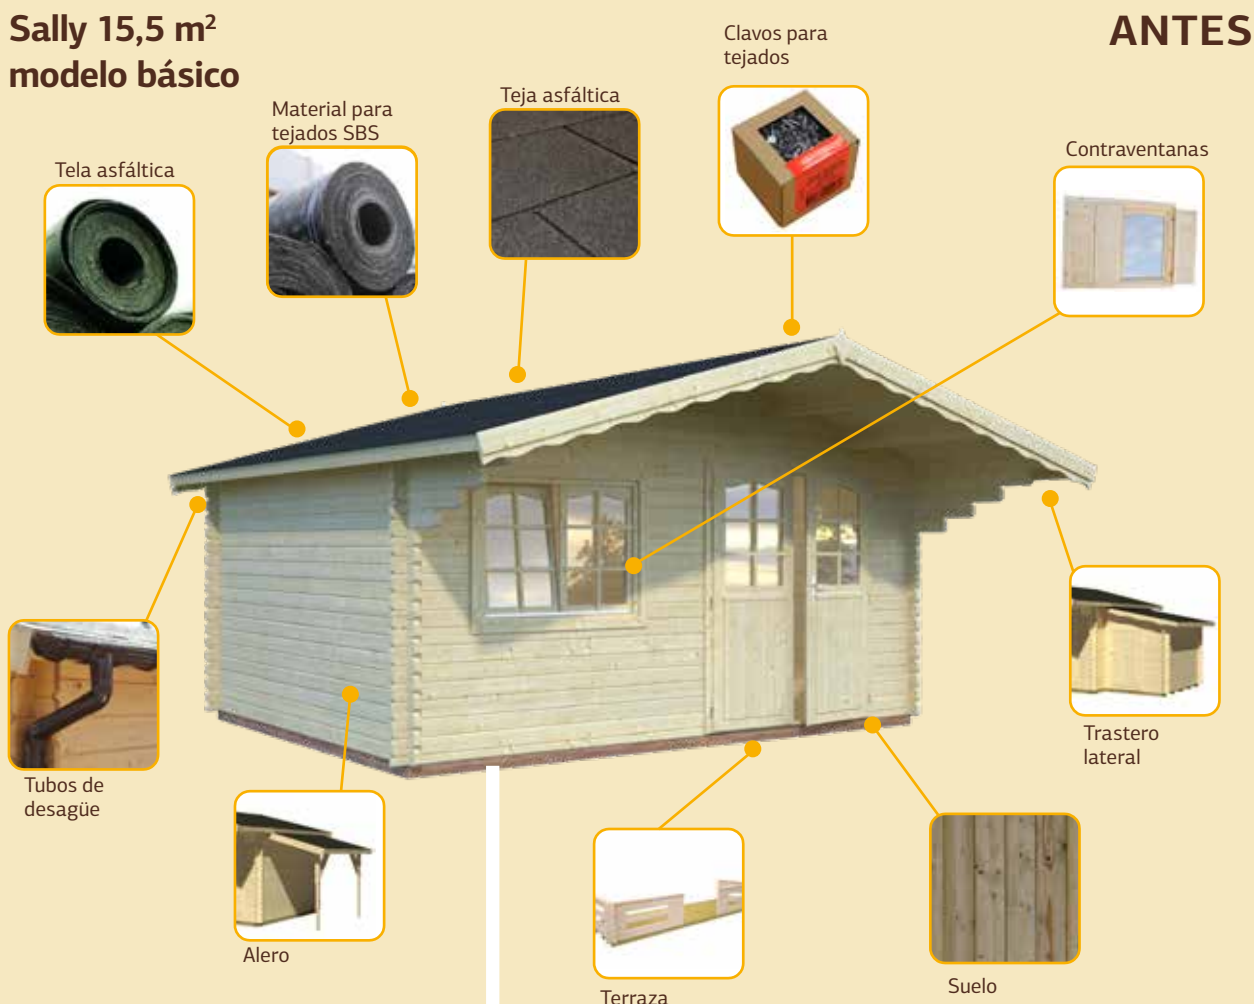 Sally 15,5 m²
modelo básico
ANTES
Clavos para
tejados
Material para
tejados SBS
Teja asfáltica
Contraventanas
Tela asfáltica
Tubos de
desagüe
Trastero
lateral
Alero
Terraza
Suelo